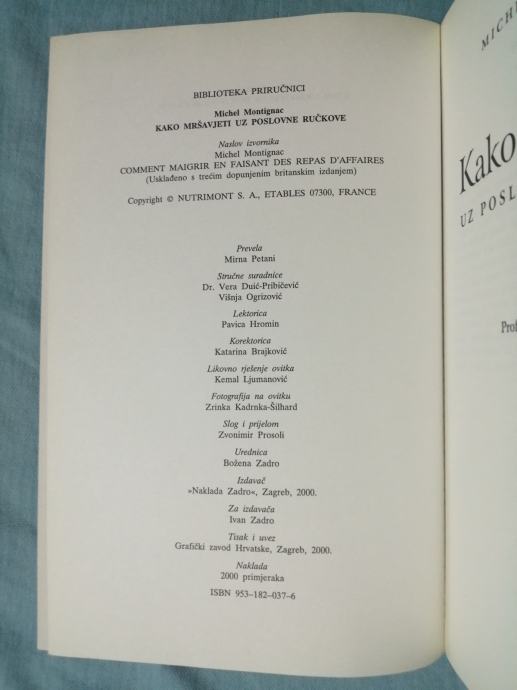 BIBLIOTEKA PRIRUČNICI
Michel Montignac
KAKO MRŠAVJETI UZ POSLOVNE RUČKOVE
Naslov izvornika
Michel Montignac
COMMENT MAIGRIR EN FAISANT DES REPAS D'AFFAIRES
(Usklađeno s trećim dopunjenim britanskim izdanjem)
Copyright © NUTRIMONT S. A., ETABLES 07300, FRANCE
Prevela
Mirna Petani
Stručne suradnice
Dr. Vera Duić-Pribičević
Višnja Ogrizović
Lektorica
Pavica Hromin
Korektorica
Katarina Brajković
Likovno rješenje ovitka
Kemal Ljumanović
Fotografija na ovitku
Zrinka Kadrnka-Šilhard
Slog i prijelom
Zvonimir Prosoli
Urednica
Božena Zadro
Izdavač
»Naklada Zadro«, Zagreb, 2000.
Za izdavača
Ivan Zadro
Tisak i uvez
Grafički zavod Hrvatske, Zagreb, 2000.
Naklada
2000 primjeraka
ISBN 953-182-037-6
MICHE
Kako
UZ POSL
Prof